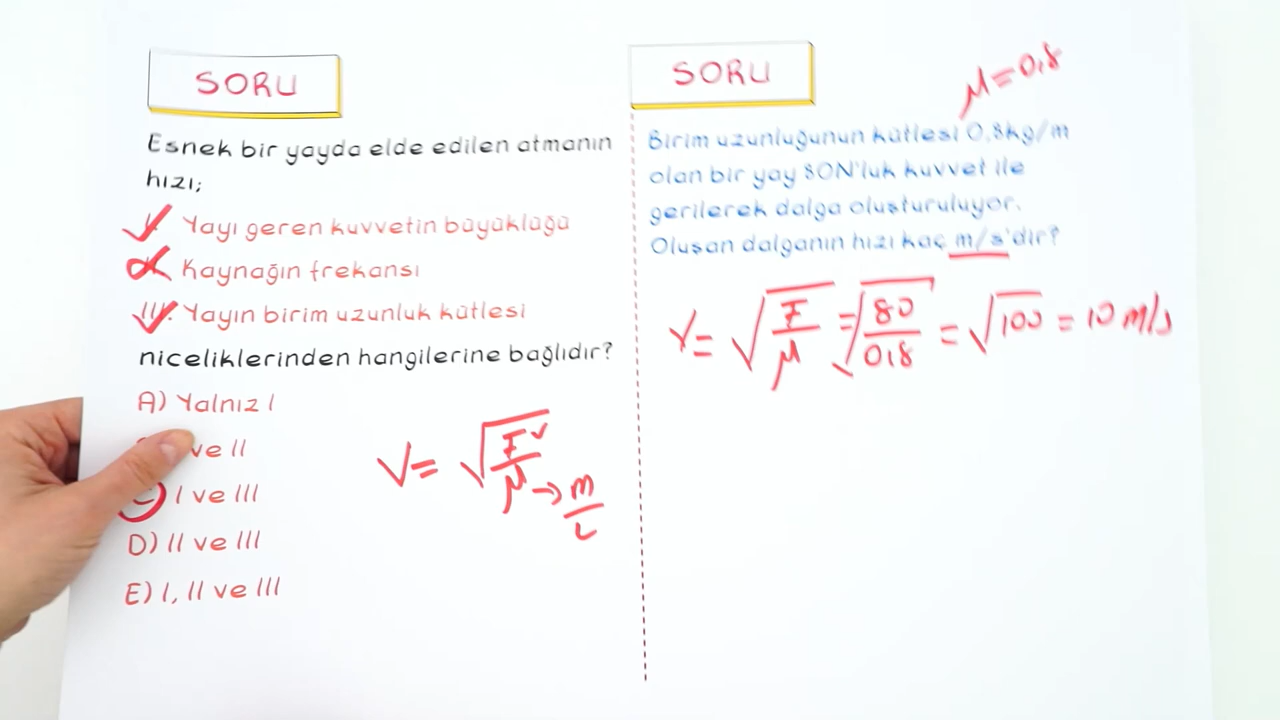 SORU
Esnek bir yayda elde edilen atmanın
hızı;
Yayı geren kuvvetin büyüklüğü
Kaynağın frekansı
III. Yayın birim uzunluk kütlesi
niceliklerinden hangilerine bağlıdır?
A) Yalnız I
ve II
C) I ve III
D) II ve III
E) I, II ve III
V = √F/μ → m/L
SORU
μ = 0,8
Birim uzunluğunun kütlesi 0,8kg/m
olan bir yay 80N'luk kuvvet ile
gerilerek dalga oluşturuluyor.
Oluşan dalganın hızı kaç m/s'dir?
V = √F/μ = √80/0,8 = √100 = 10 m/s